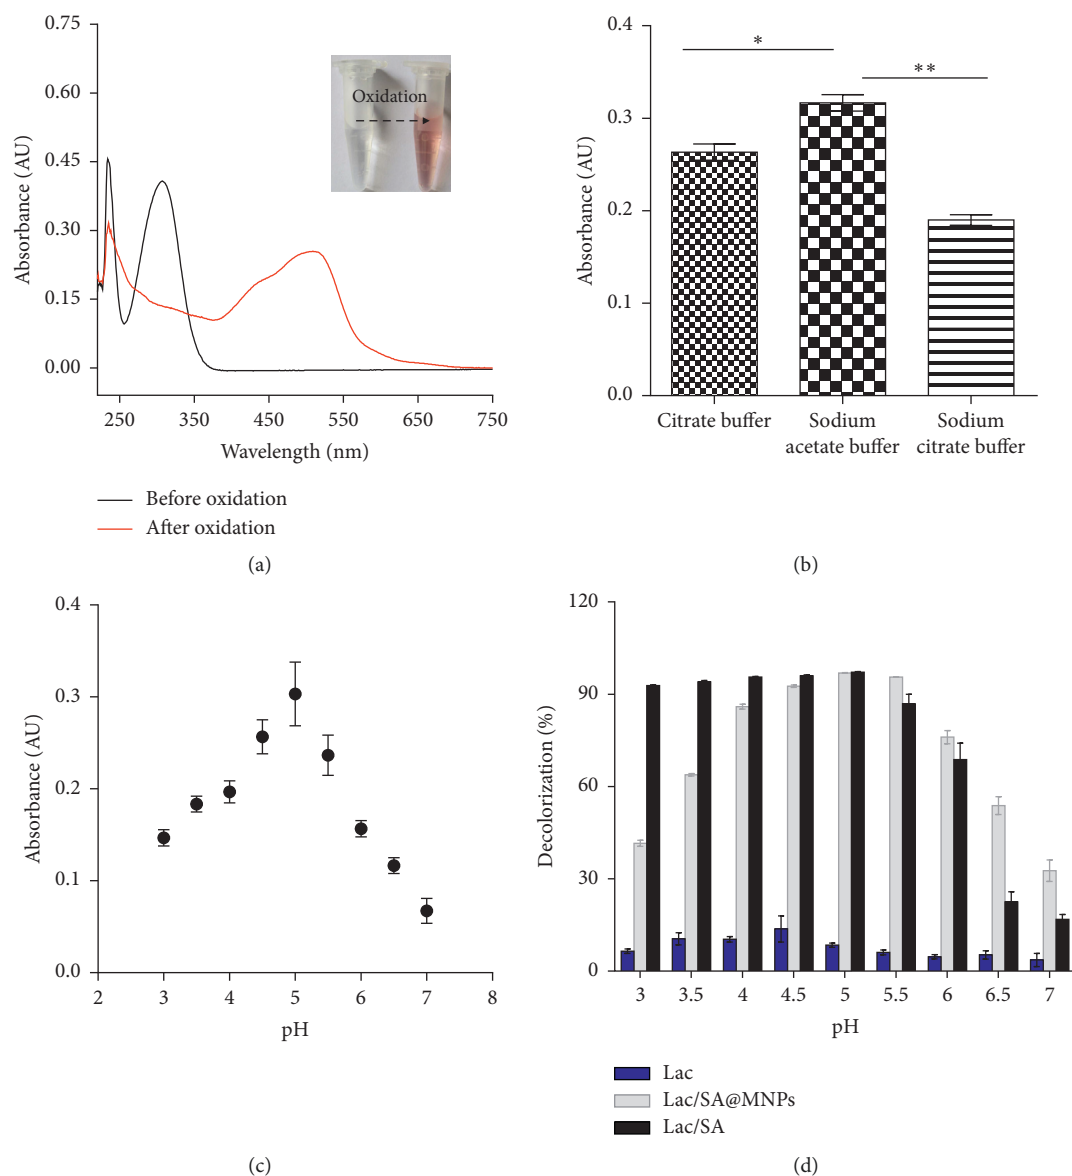 0.75
0.60
0.45
0.30
0.15
0.00
Absorbance (AU)
Oxidation
250 350 450 550 650 750
Wavelength (nm)
Before oxidation
After oxidation
(a)
0.4
0.3
0.2
0.1
0.0
Absorbance (AU)
*
**
Citrate buffer
Sodium
acetate buffer
Sodium
citrate buffer
(b)
0.4
0.3
0.2
0.1
0.0
Absorbance (AU)
2 3 4 5 6 7 8
pH
(c)
120
90
60
30
0
Decolorization (%)
3 3.5 4 4.5 5 5.5 6 6.5 7
pH
Lac
Lac/SA@MNPs
Lac/SA
(d)